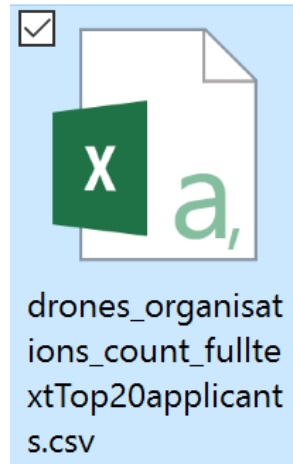 X
a,
drones_organisat
ions_count_fullte
xtTop20applicant
s.csv